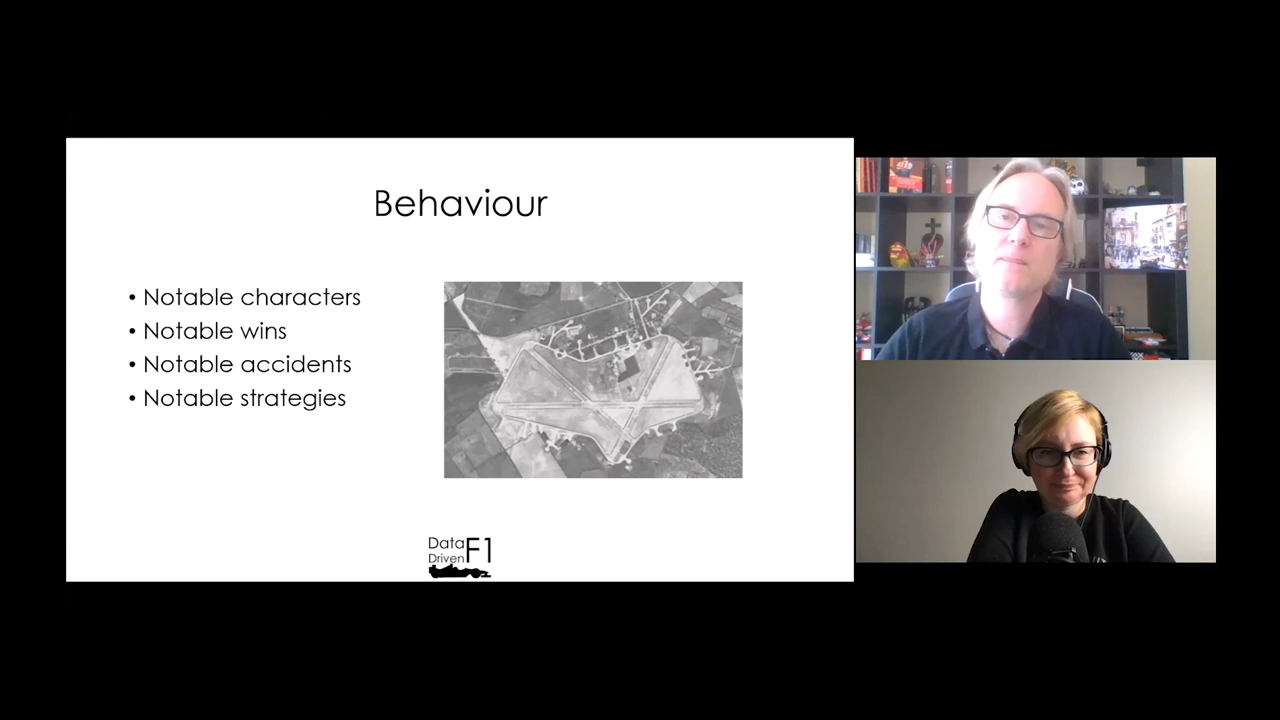 Behaviour
• Notable characters
• Notable wins
• Notable accidents
• Notable strategies
Data
Driven
F1